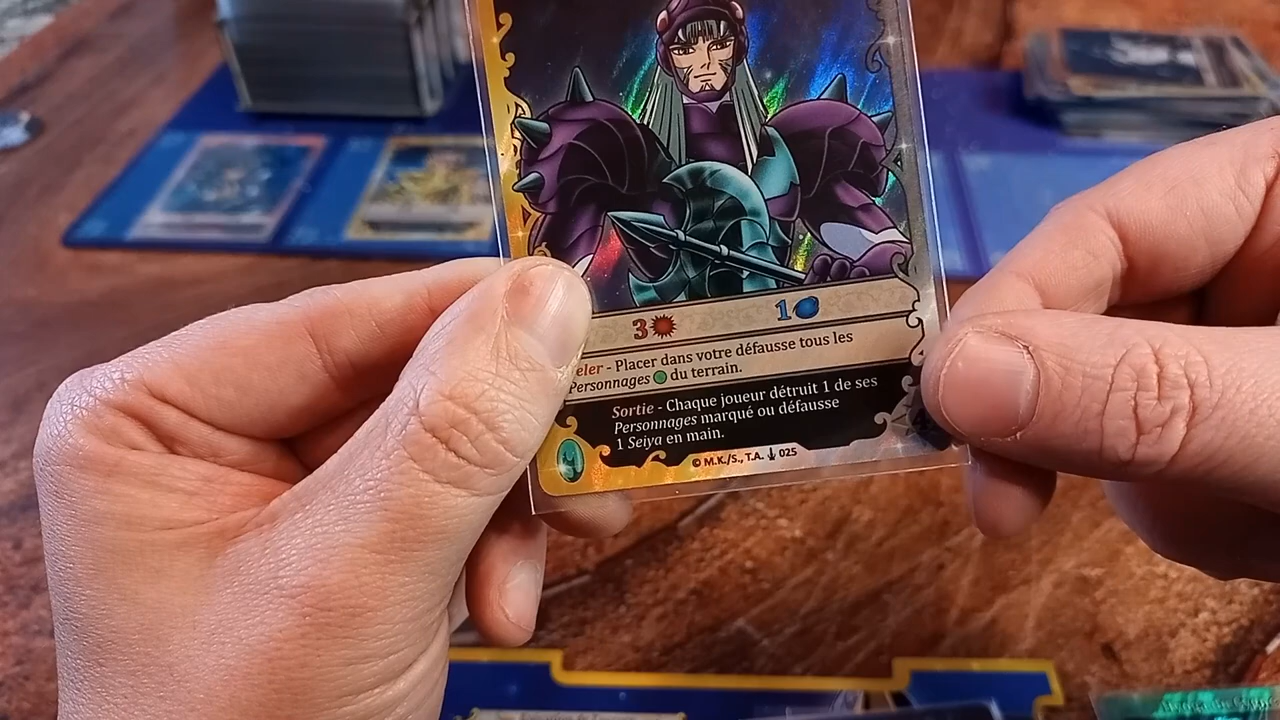 3 1
eler - Placer dans votre défausse tous les
Personnages du terrain.
Sortie - Chaque joueur détruit 1 de ses
Personnages marqué ou défausse
1 Seiya en main.
© M.K./S., T.A. 025